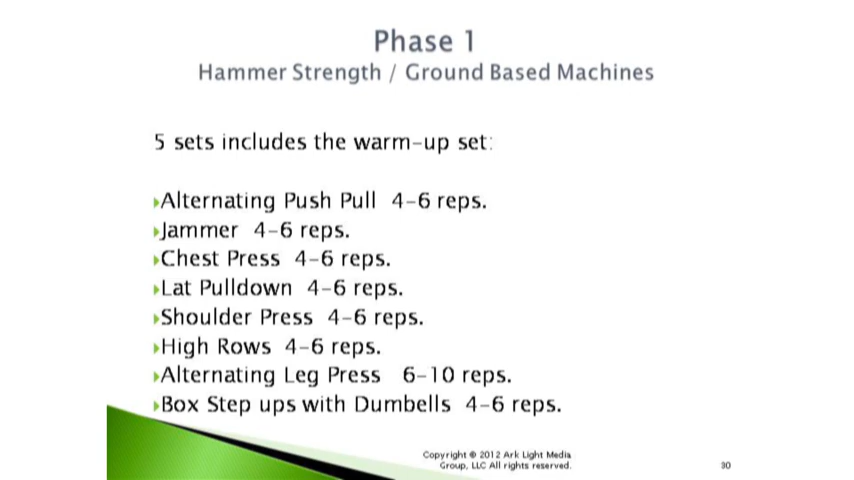 Phase 1
Hammer Strength / Ground Based Machines
5 sets includes the warm-up set:
Alternating Push Pull 4-6 reps.
Jammer 4-6 reps.
Chest Press 4-6 reps.
Lat Pulldown 4-6 reps.
Shoulder Press 4-6 reps.
High Rows 4-6 reps.
Alternating Leg Press 6-10 reps.
Box Step ups with Dumbells 4-6 reps.
Copyright © 2012 Ark Light Media
Group, LLC All rights reserved.
30